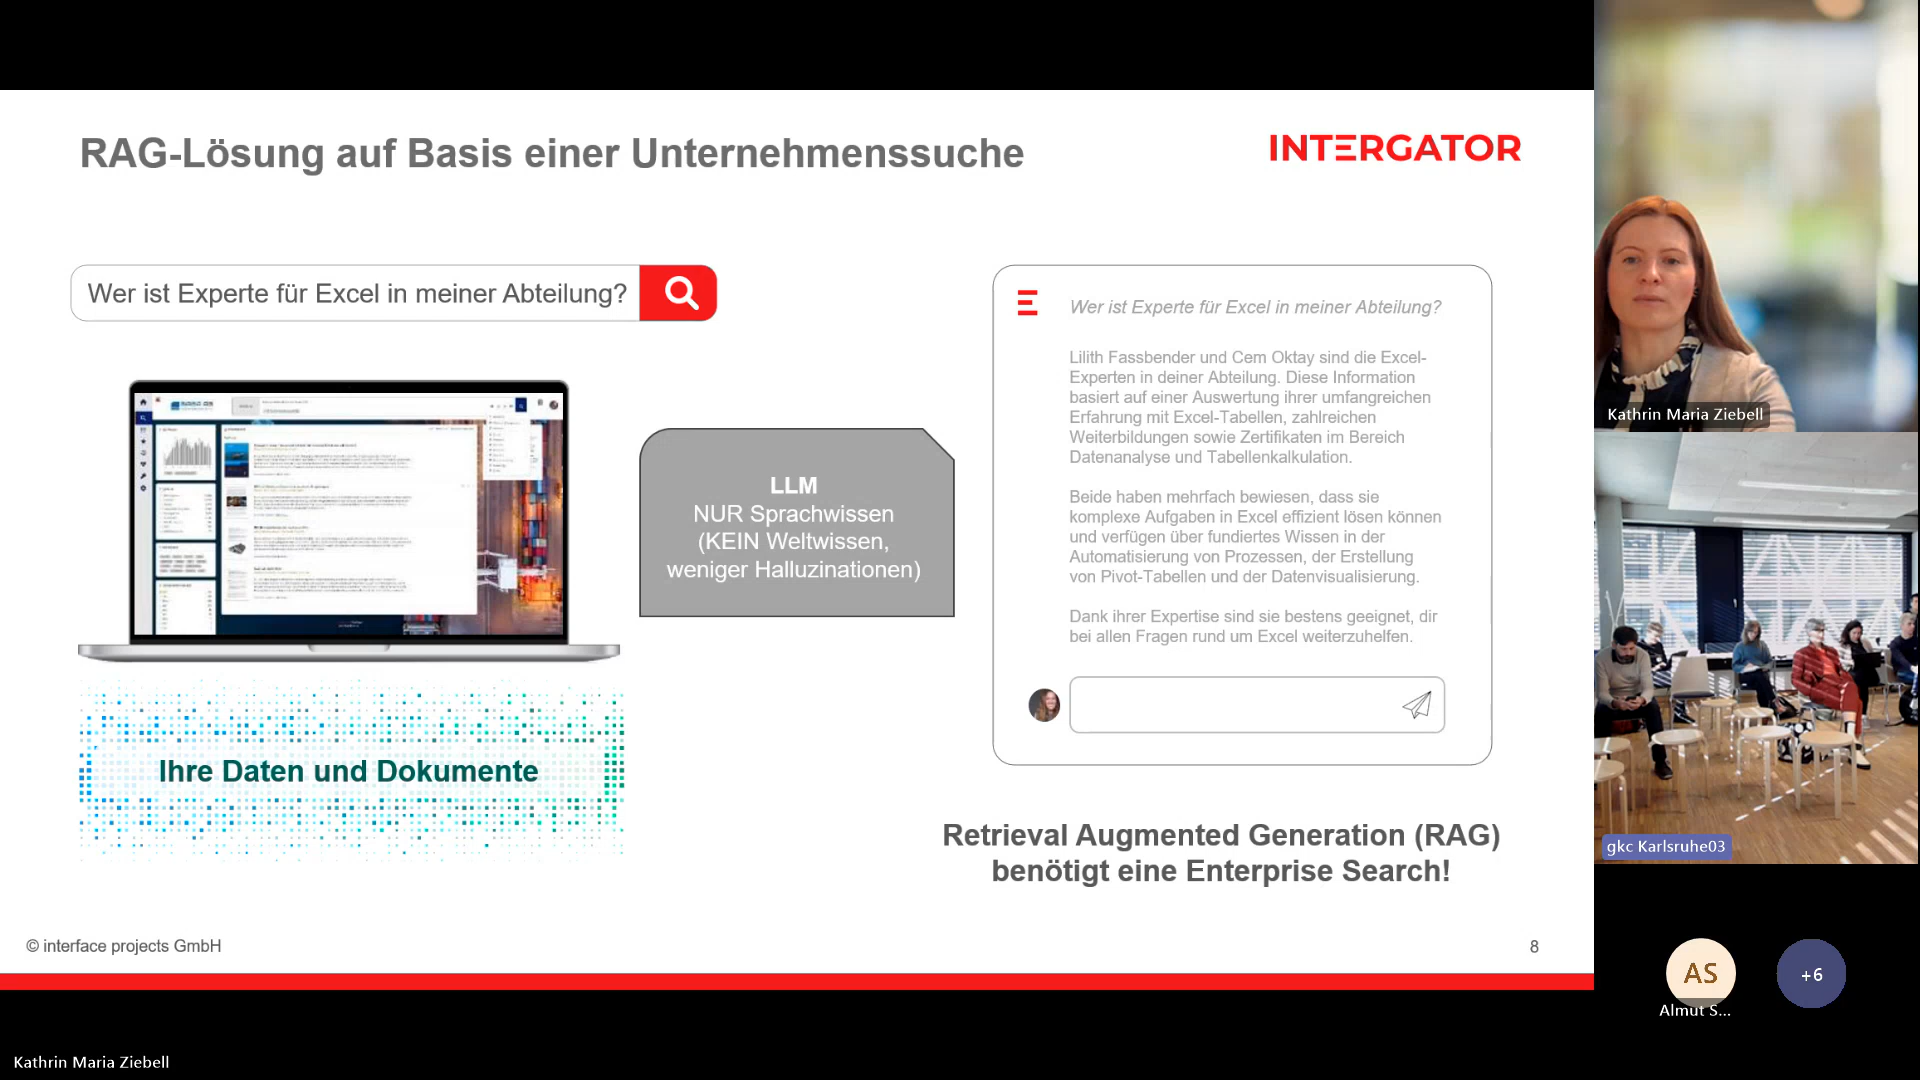 RAG-Lösung auf Basis einer Unternehmenssuche
INTERGATOR
Wer ist Experte für Excel in meiner Abteilung?
LLM
NUR Sprachwissen
(KEIN Weltwissen,
weniger Halluzinationen)
Ihre Daten und Dokumente
Wer ist Experte für Excel in meiner Abteilung?
Lilith Fassbender und Cem Oktay sind die Excel-
Experten in deiner Abteilung. Diese Information
basiert auf einer Auswertung ihrer umfangreichen
Erfahrung mit Excel-Tabellen, zahlreichen
Weiterbildungen sowie Zertifikaten im Bereich
Datenanalyse und Tabellenkalkulation.
Beide haben mehrfach bewiesen, dass sie
komplexe Aufgaben in Excel effizient lösen können
und verfügen über fundiertes Wissen in der
Automatisierung von Prozessen, der Erstellung
von Pivot-Tabellen und der Datenvisualisierung.
Dank ihrer Expertise sind sie bestens geeignet, dir
bei allen Fragen rund um Excel weiterzuhelfen.
Retrieval Augmented Generation (RAG)
benötigt eine Enterprise Search!
© interface projects GmbH
8
Kathrin Maria Ziebell
gkc Karlsruhe03
AS
Almut S...
+6
Kathrin Maria Ziebell